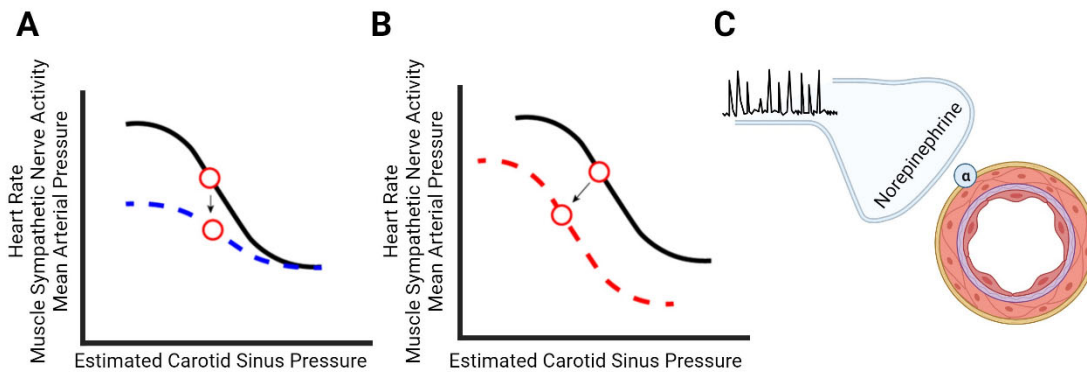 A
B
C
Heart Rate
Muscle Sympathetic Nerve Activity
Mean Arterial Pressure
Estimated Carotid Sinus Pressure
Heart Rate
Muscle Sympathetic Nerve Activity
Mean Arterial Pressure
Estimated Carotid Sinus Pressure
Norepinephrine
α